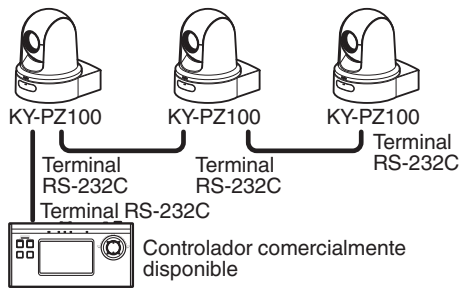 KY-PZ100
KY-PZ100
KY-PZ100
Terminal
RS-232C
Terminal
RS-232C
Terminal
RS-232C
Terminal RS-232C
Controlador comercialmente
disponible